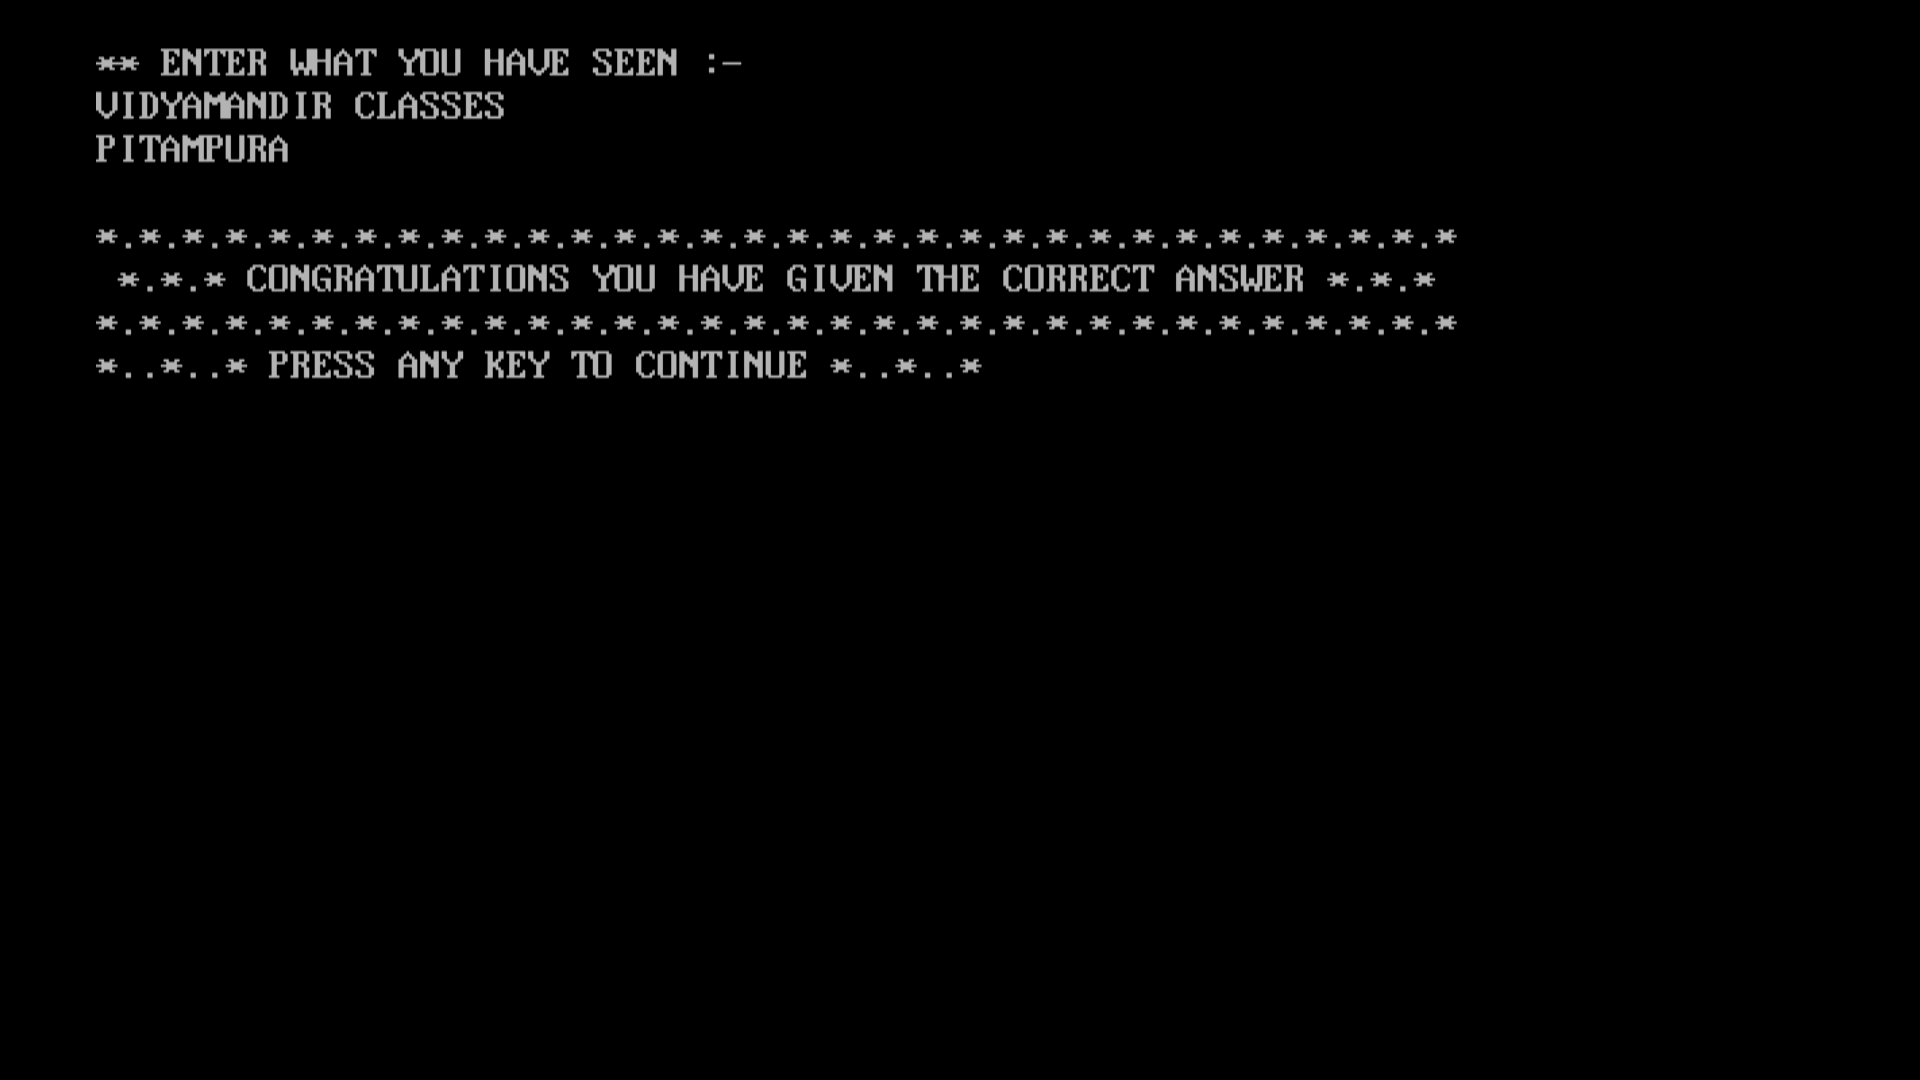 ** ENTER WHAT YOU HAVE SEEN :-
VIDYAMANDIR CLASSES
PITAMPURA
*.*.*.*.*.*.*.*.*.*.*.*.*.*.*.*.*.*.*.*.*.*.*.*.*.*.*.*.*.*.*.*
*.*.* CONGRATULATIONS YOU HAVE GIVEN THE CORRECT ANSWER *.*.*
*.*.*.*.*.*.*.*.*.*.*.*.*.*.*.*.*.*.*.*.*.*.*.*.*.*.*.*.*.*.*.*
*..*..* PRESS ANY KEY TO CONTINUE *..*..*